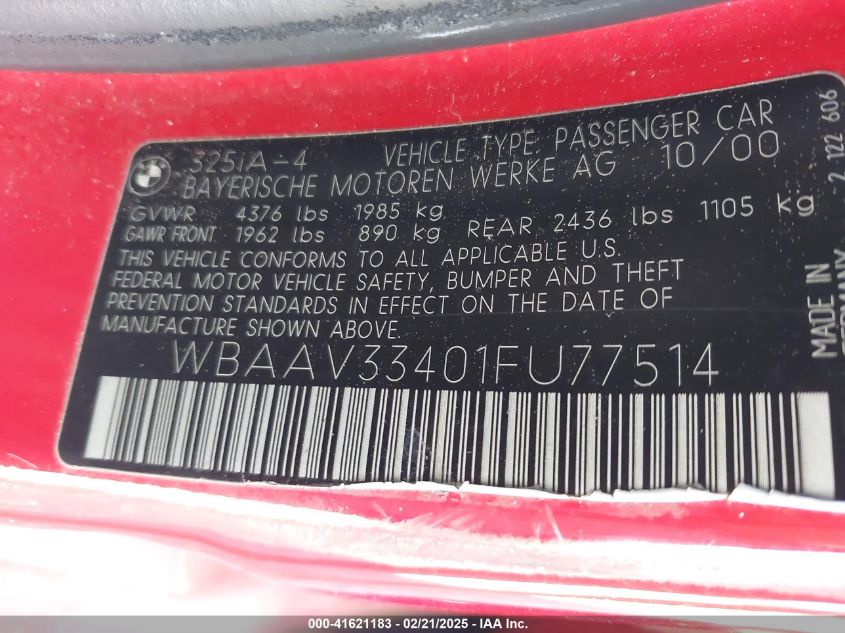 325iA-4 VEHICLE TYPE PASSENGER CAR
BAYERISCHE MOTOREN WERKE AG 10/00
GVWR 4376 lbs 1985 kg
GAWR FRONT 1962 lbs 890 kg REAR 2436 lbs 1105 kg
THIS VEHICLE CONFORMS TO ALL APPLICABLE U.S.
FEDERAL MOTOR VEHICLE SAFETY, BUMPER AND THEFT
PREVENTION STANDARDS IN EFFECT ON THE DATE OF
MANUFACTURE SHOWN ABOVE.
WBAAV33401FU77514
MADE IN
GERMANY
2 122 606
000-41621183 - 02/21/2025 - IAA Inc.